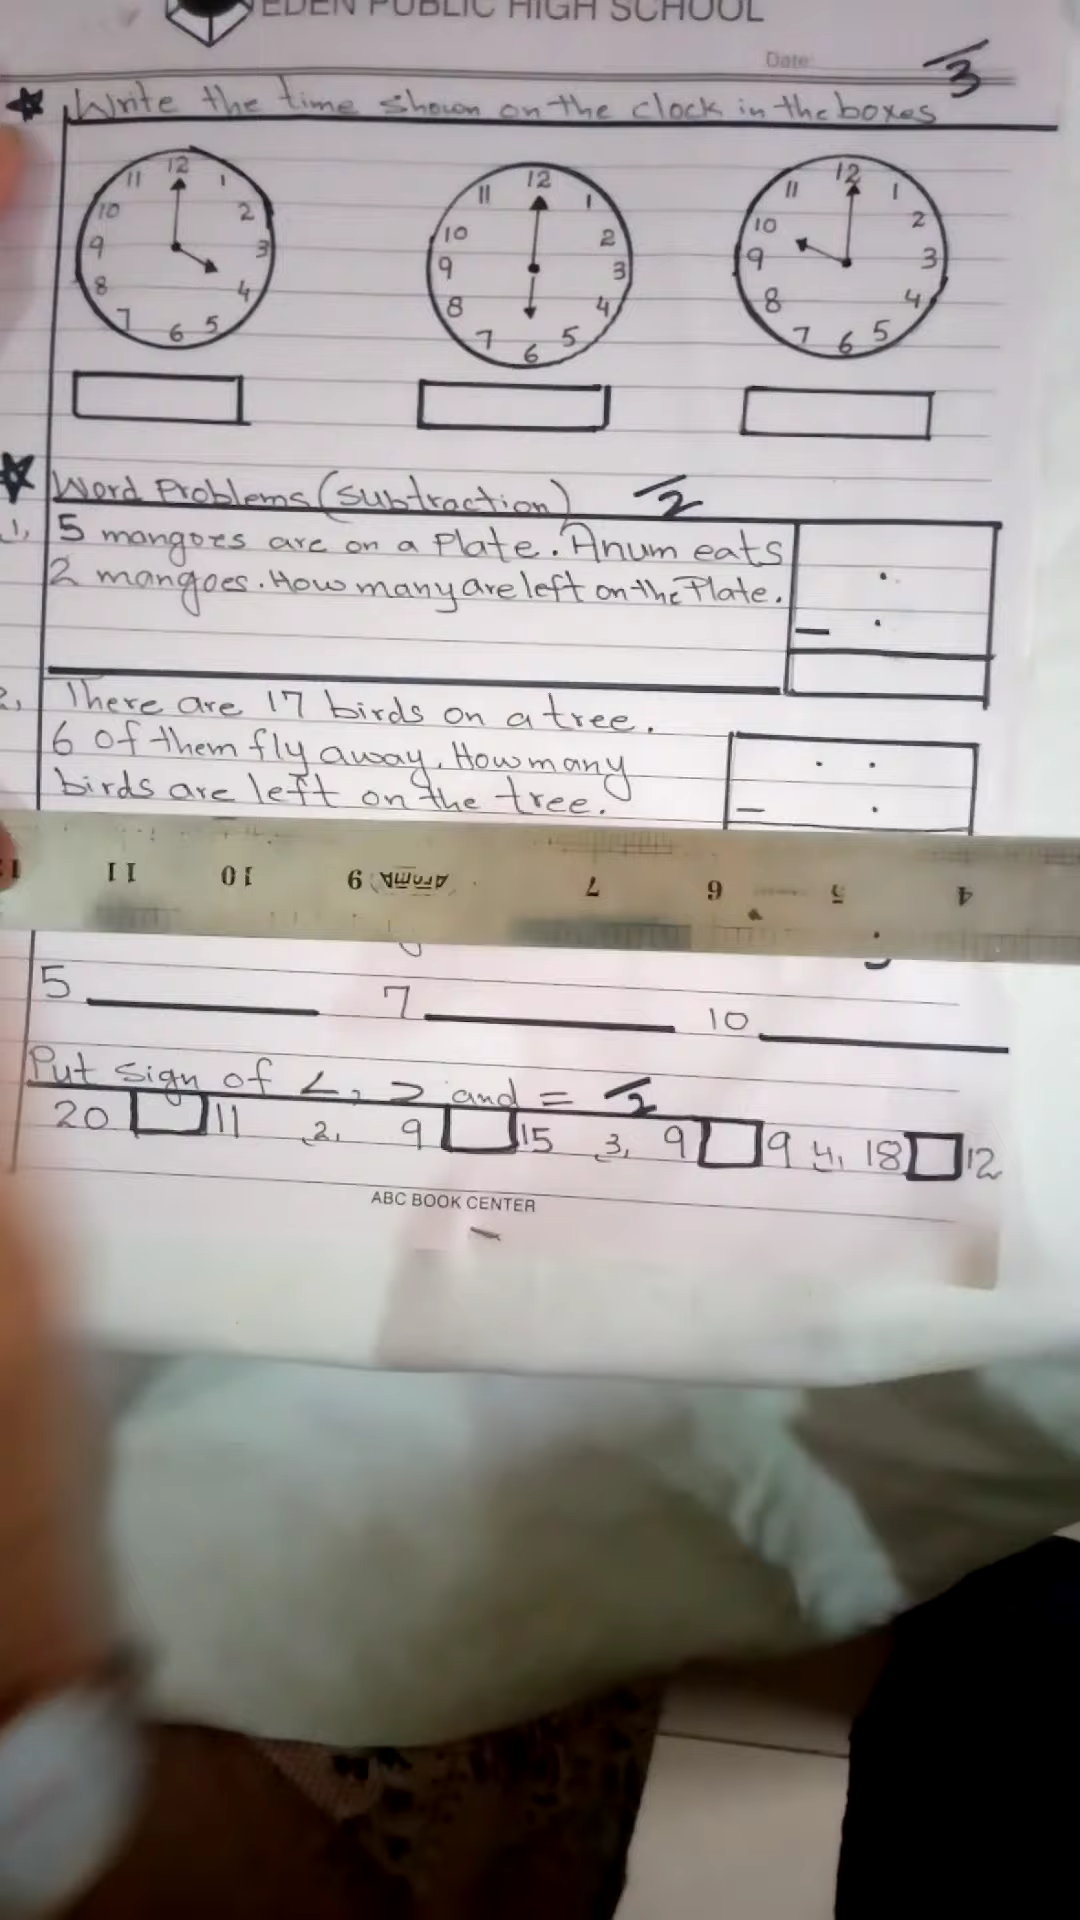 EDEN PUBLIC HIGH SCHOOL
Date:
/3
Write the time shown on the clock in the boxes
12 1 2 3 4 5 6 7 8 9 10 11
12 1 2 3 4 5 6 7 8 9 10 11
12 1 2 3 4 5 6 7 8 9 10 11
Word Problems (Subtraction) /2
1, 5 mangoes are on a Plate. Anum eats
2 mangoes. How many are left on the Plate.
–
2, There are 17 birds on a tree.
6 of them fly away. How many
birds are left on the tree.
–
11 10 9 7 6 5 4
5 7 10
Put sign of <, > and = /2
20 11 2, 9 15 3, 9 9 4, 18 12
ABC BOOK CENTER